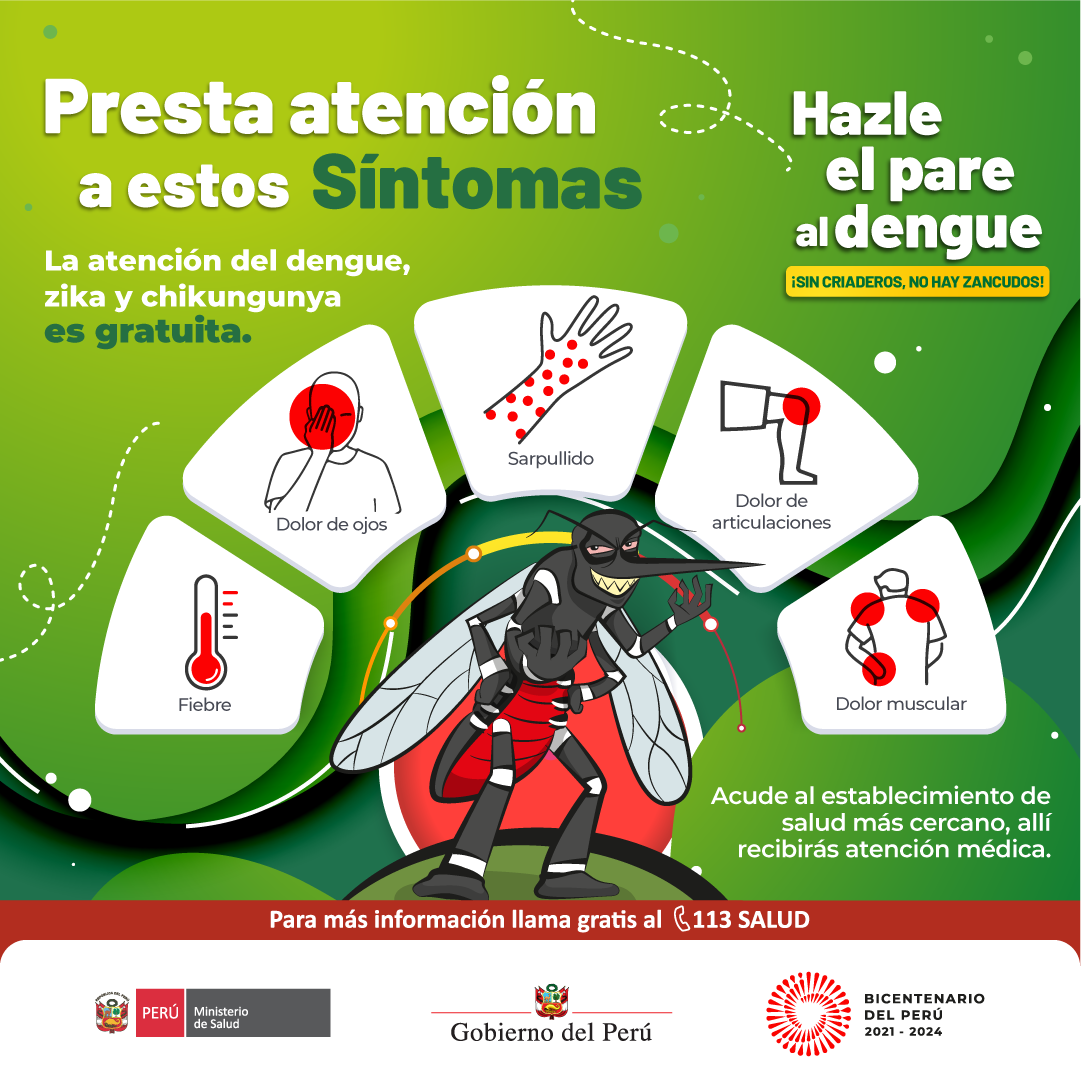 Presta atención
a estos Síntomas
La atención del dengue,
zika y chikungunya
es gratuita.
Hazle
el pare
al dengue
¡SIN CRIADEROS, NO HAY ZANCUDOS!
Fiebre
Dolor de ojos
Sarpullido
Dolor de
articulaciones
Dolor muscular
Acude al establecimiento de
salud más cercano, allí
recibirás atención médica.
Para más información llama gratis al 113 SALUD
REPÚBLICA DEL PERÚ
PERÚ
Ministerio
de Salud
Gobierno del Perú
BICENTENARIO
DEL PERÚ
2021 - 2024